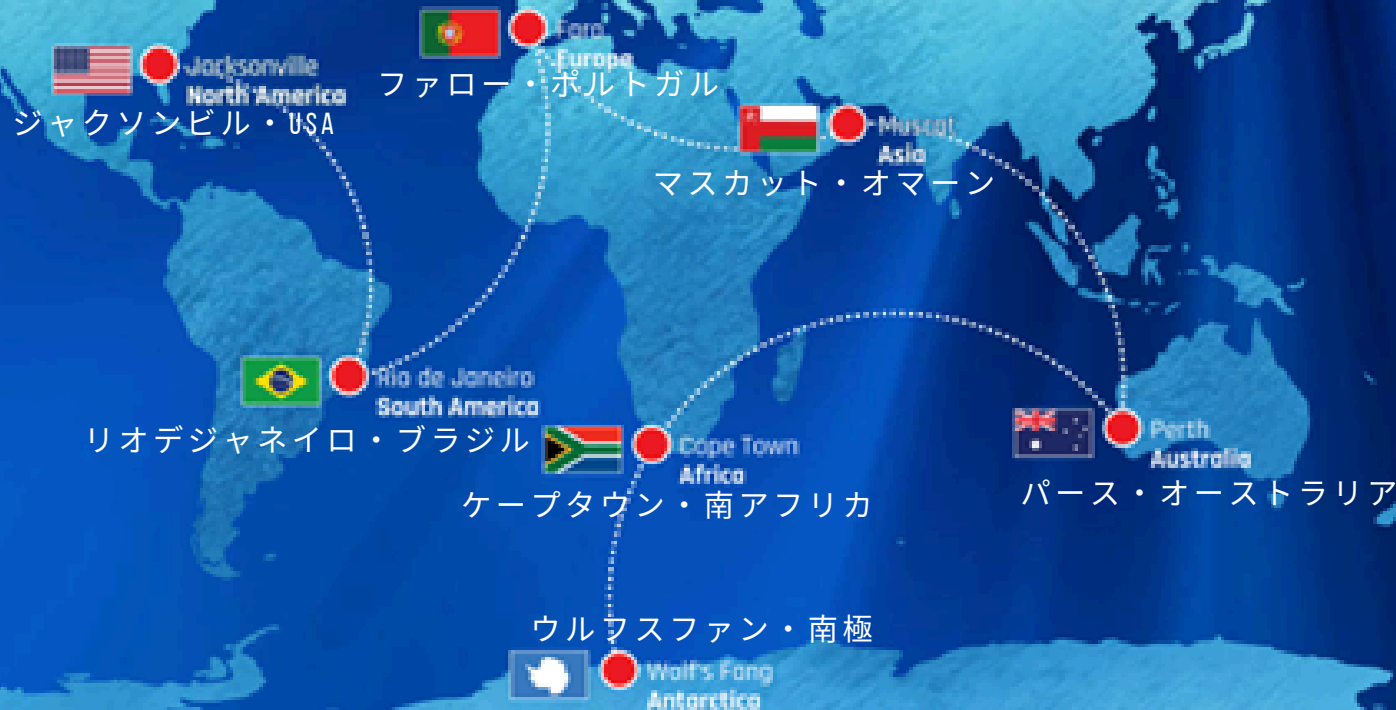 Faro
Europe
ファロー・ポルトガル
Jacksonville
North America
ジャクソンビル・USA
Muscat
Asia
マスカット・オマーン
Rio de Janeiro
South America
リオデジャネイロ・ブラジル
Cape Town
Africa
ケープタウン・南アフリカ
Perth
Australia
パース・オーストラリア
ウルフスファン・南極
Wolf's Fang
Antarctica